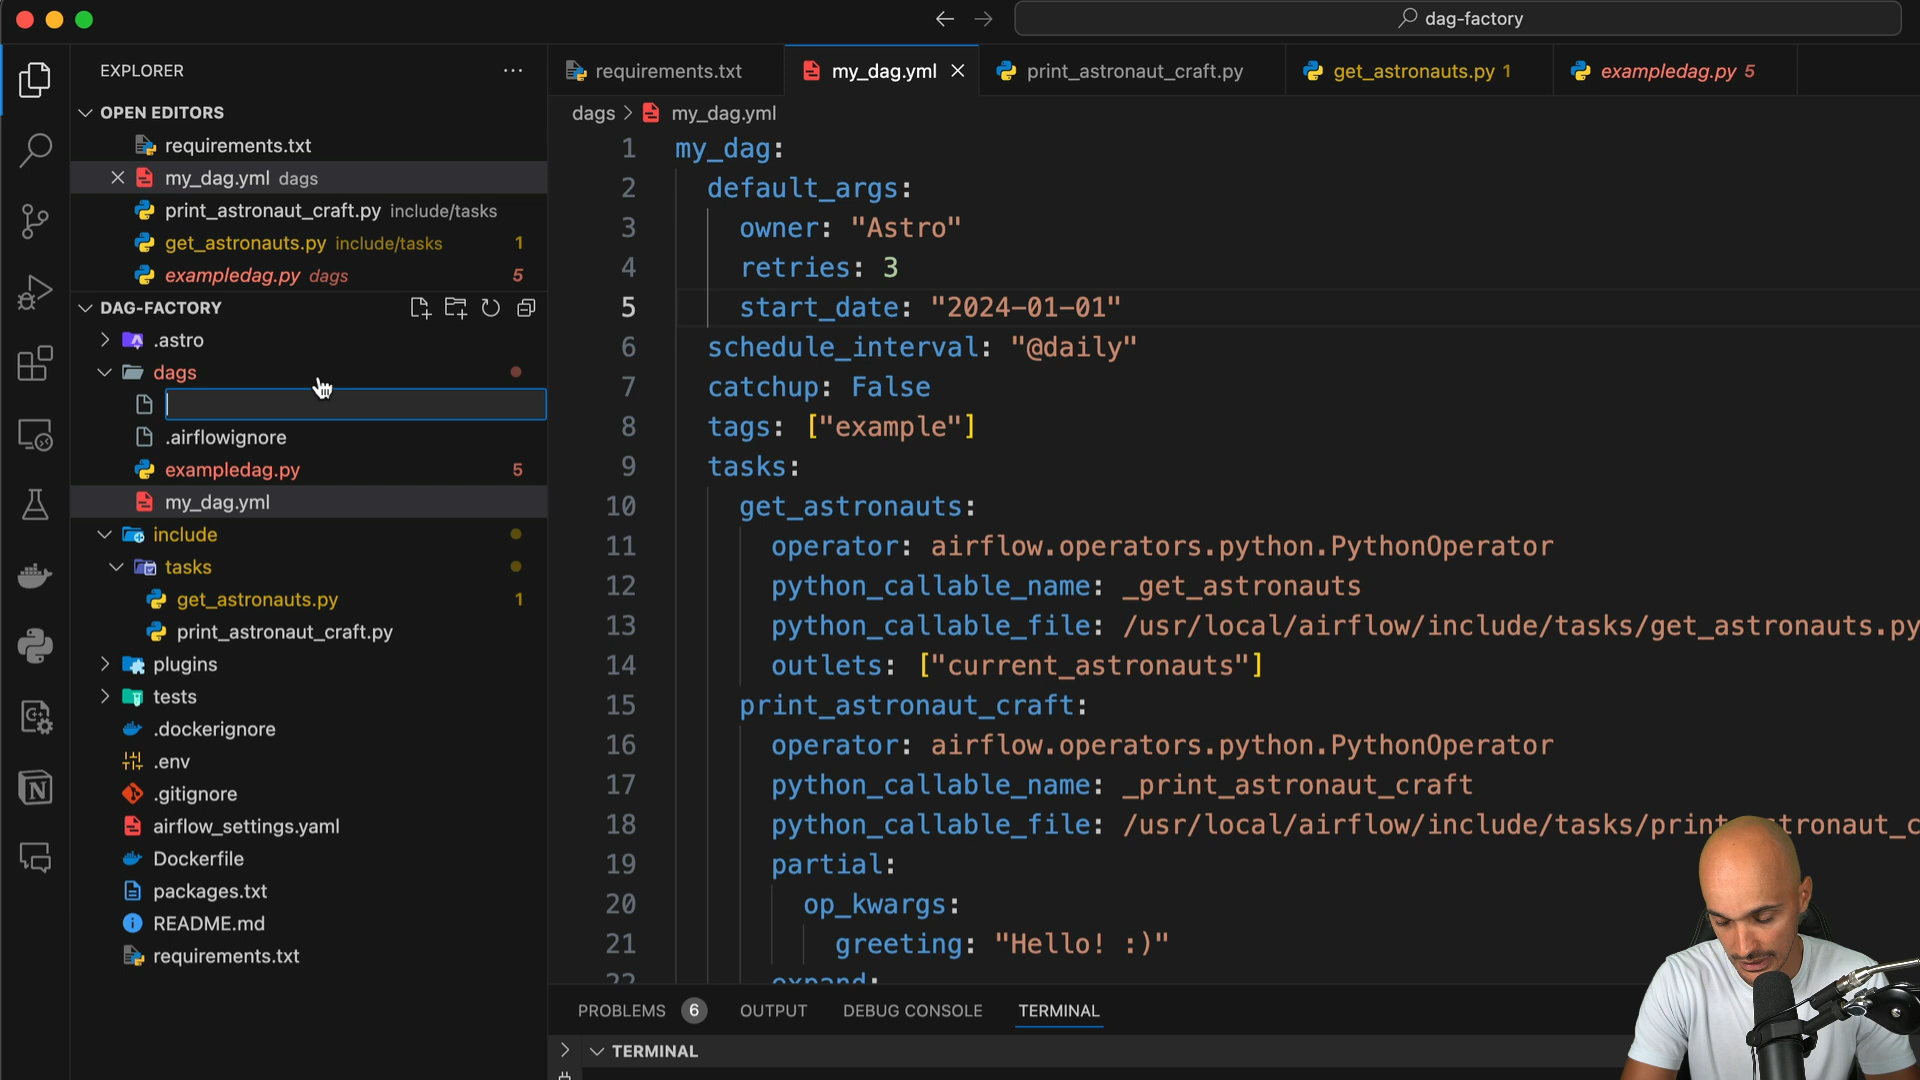 dag-factory
EXPLORER
OPEN EDITORS
requirements.txt
my_dag.yml dags
print_astronaut_craft.py include/tasks
get_astronauts.py include/tasks 1
exampledag.py dags 5
DAG-FACTORY
.astro
dags
.airflowignore
exampledag.py 5
my_dag.yml
include
tasks
get_astronauts.py 1
print_astronaut_craft.py
plugins
tests
.dockerignore
.env
.gitignore
airflow_settings.yaml
Dockerfile
packages.txt
README.md
requirements.txt
requirements.txt my_dag.yml print_astronaut_craft.py get_astronauts.py 1 exampledag.py 5
dags > my_dag.yml
1 my_dag:
2 default_args:
3 owner: "Astro"
4 retries: 3
5 start_date: "2024-01-01"
6 schedule_interval: "@daily"
7 catchup: False
8 tags: ["example"]
9 tasks:
10 get_astronauts:
11 operator: airflow.operators.python.PythonOperator
12 python_callable_name: _get_astronauts
13 python_callable_file: /usr/local/airflow/include/tasks/get_astronauts.py
14 outlets: ["current_astronauts"]
15 print_astronaut_craft:
16 operator: airflow.operators.python.PythonOperator
17 python_callable_name: _print_astronaut_craft
18 python_callable_file: /usr/local/airflow/include/tasks/print tronaut_c
19 partial:
20 op_kwargs:
21 greeting: "Hello! :)"
22 expand:
PROBLEMS 6 OUTPUT DEBUG CONSOLE TERMINAL
TERMINAL